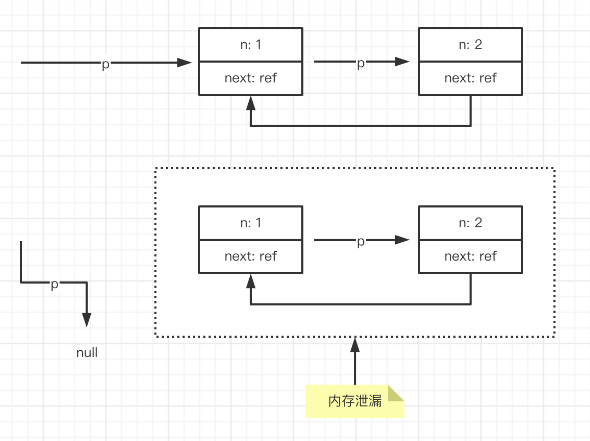 n: 1
n: 2
p
p
next: ref
next: ref
n: 1
n: 2
p
next: ref
next: ref
p
null
内存泄漏